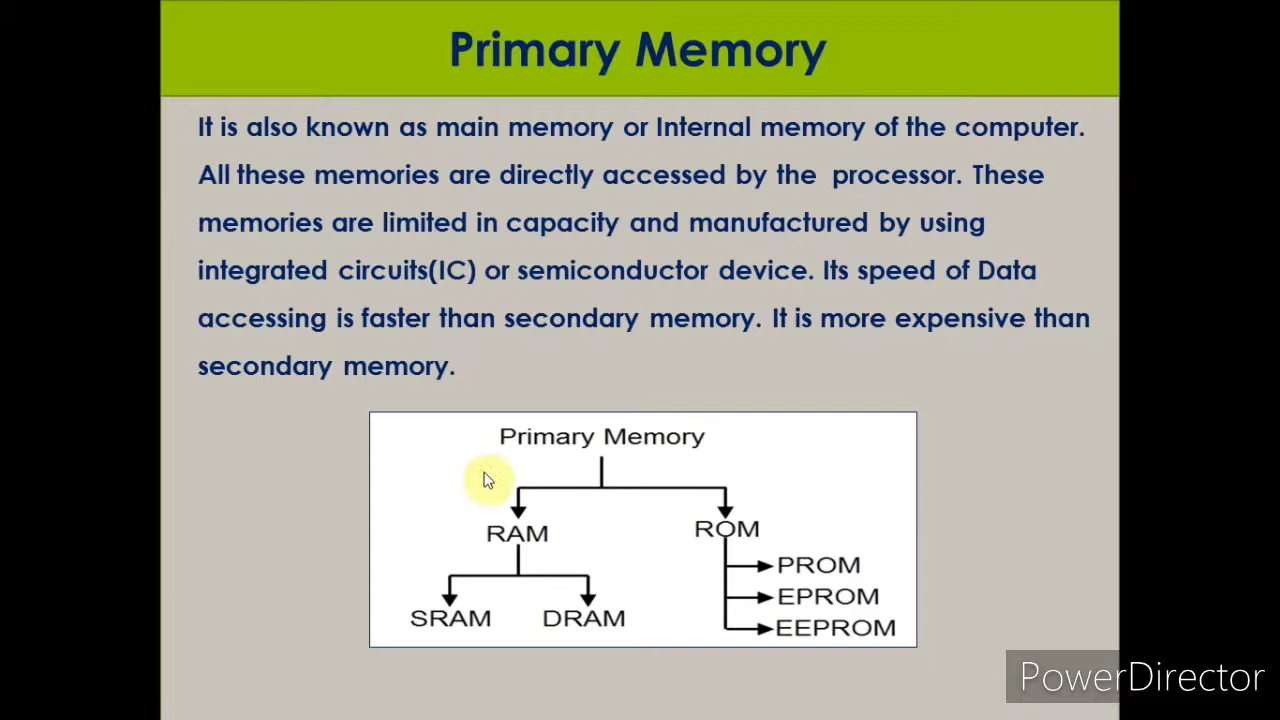 Primary Memory
It is also known as main memory or Internal memory of the computer.
All these memories are directly accessed by the processor. These
memories are limited in capacity and manufactured by using
integrated circuits(IC) or semiconductor device. Its speed of Data
accessing is faster than secondary memory. It is more expensive than
secondary memory.
Primary Memory
RAM
ROM
SRAM
DRAM
PROM
EPROM
EEPROM
PowerDirector